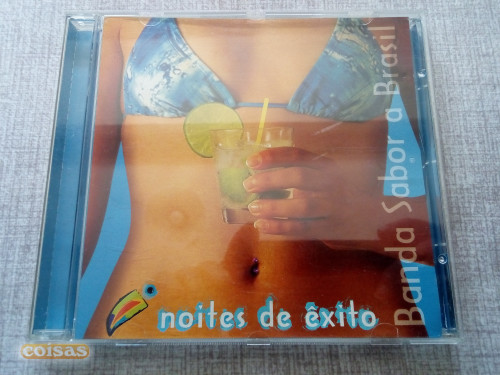 Banda Sabor a Brasil
noites de êxito
coisas